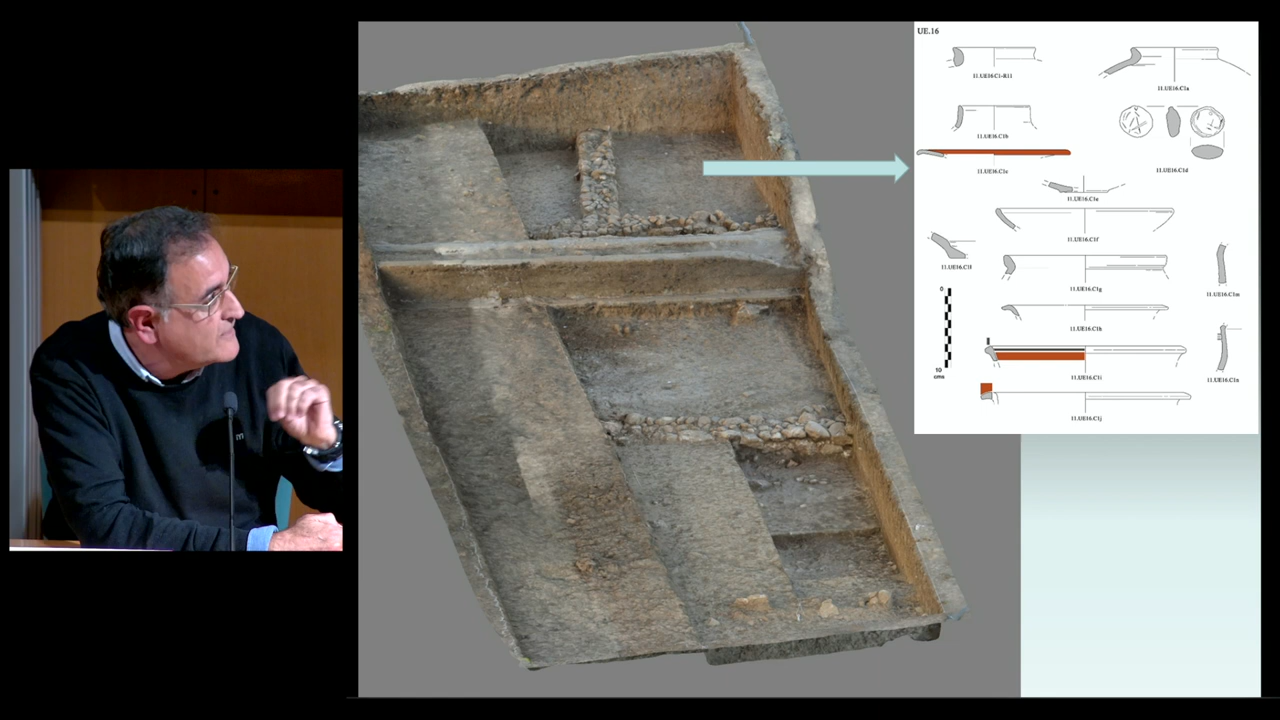 UE.16
11.UE16 C1-R11
11.UE16.C1a
11.UE16.C1b
11.UE16.C1c
11.UE16.C1d
11.UE16.C1e
11.UE16.C1f
11.UE16.C1l
11.UE16.C1g
11.UE16.C1m
0
11.UE16.C1h
10
cms
11.UE16.C1i
11.UE16.C1n
11.UE16.C1j
m